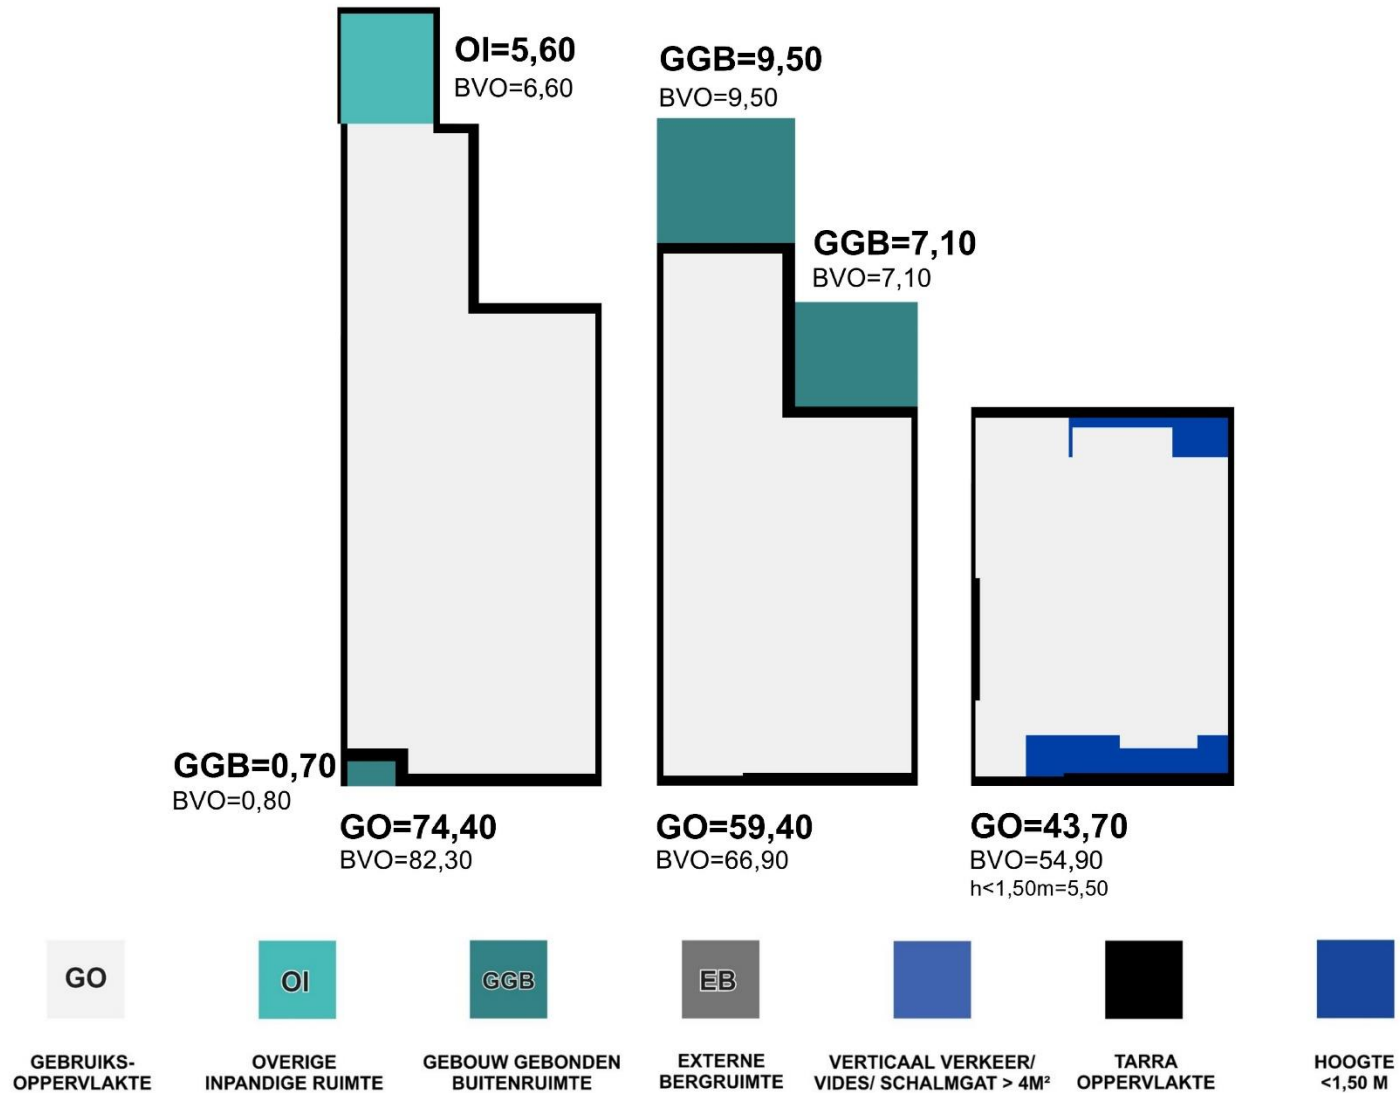 OI=5,60
BVO=6,60
GGB=9,50
BVO=9,50
GGB=7,10
BVO=7,10
GGB=0,70
BVO=0,80
GO=74,40
BVO=82,30
GO=59,40
BVO=66,90
GO=43,70
BVO=54,90
h<1,50m=5,50
GO
OI
GGB
EB
GEBRUIKS-
OPPERVLAKTE
OVERIGE
INPANDIGE RUIMTE
GEBOUW GEBONDEN
BUITENRUIMTE
EXTERNE
BERGRUIMTE
VERTICAAL VERKEER/
VIDES/ SCHALMGAT > 4M²
TARRA
OPPERVLAKTE
HOOGTE
<1,50 M